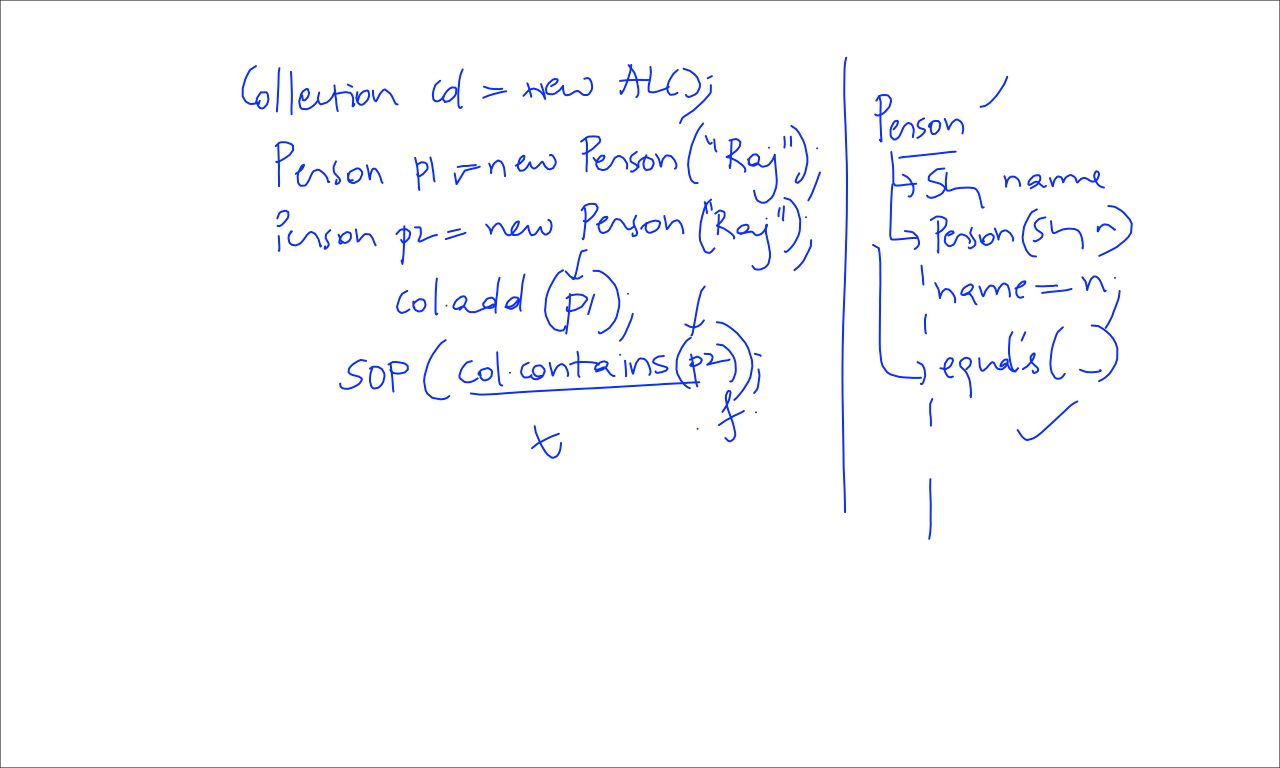 Collection col = new AL();
Person p1 = new Person("Raj");
Person p2 = new Person("Raj");
col.add(p1);
SOP(col.contains(p2));
t f
Person
Str name
Person(Str n)
name = n;
equals(_)